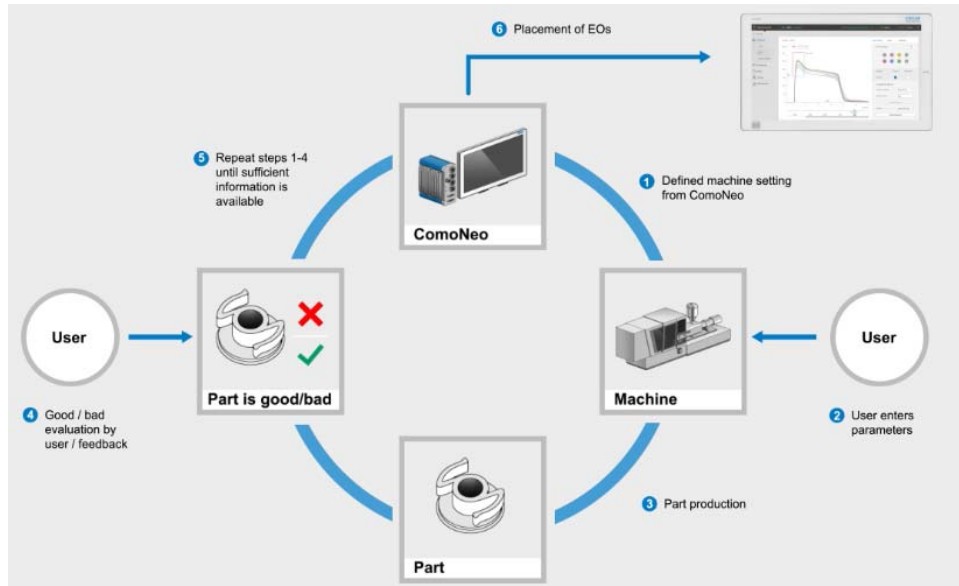 6 Placement of EOs
5 Repeat steps 1-4
until sufficient
information is
available
1 Defined machine setting
from ComoNeo
ComoNeo
User
Part is good/bad
Machine
User
4 Good / bad
evaluation by
user / feedback
2 User enters
parameters
3 Part production
Part